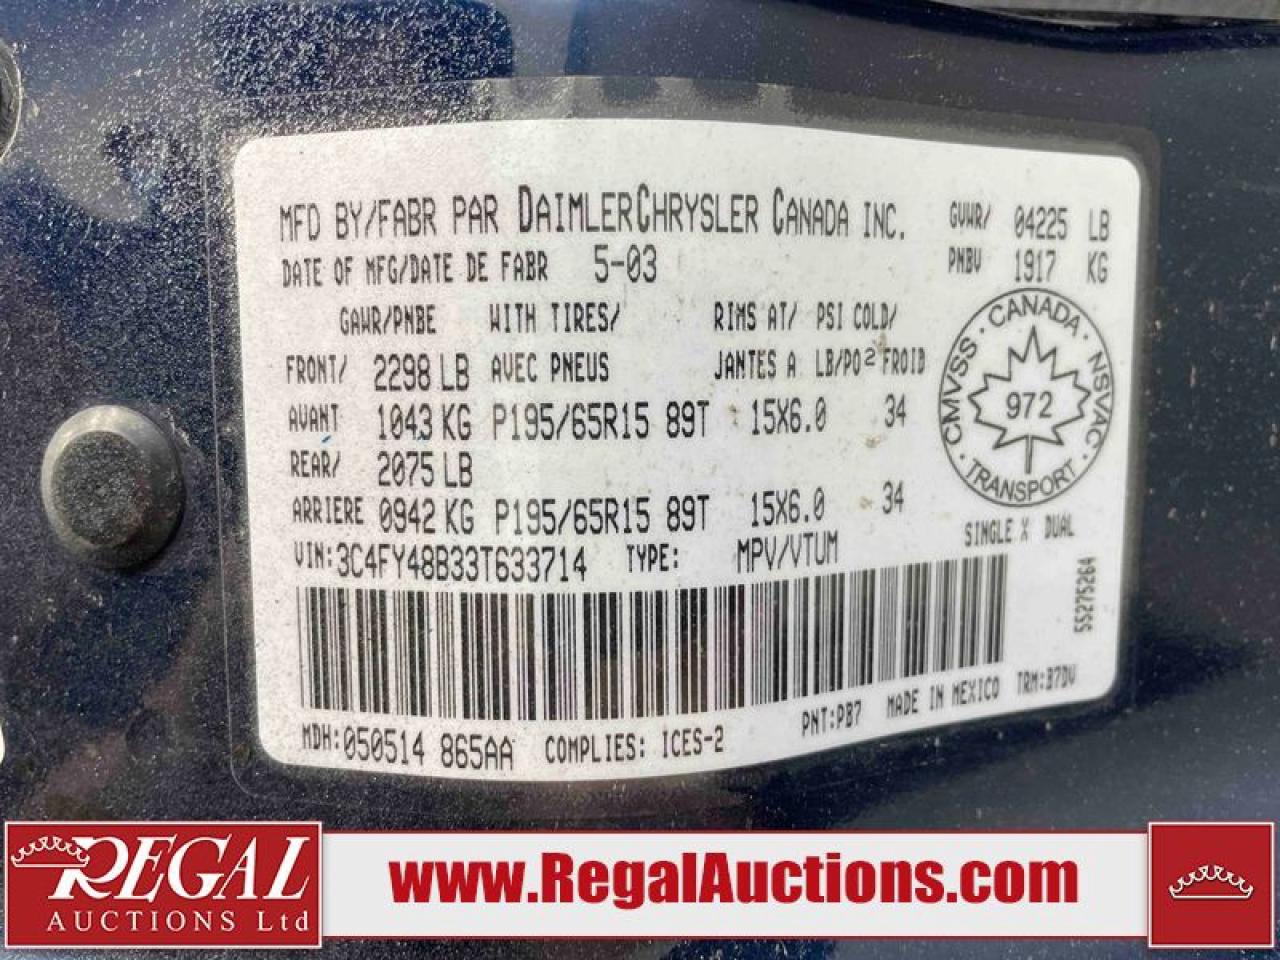 MFD BY/FABR PAR DAIMLERCHRYSLER CANADA INC. GVWR/ 04225 LB
DATE OF MFG/DATE DE FABR 5-03 PNBV 1917 KG
GAWR/PNBE WITH TIRES/ RIMS AT/ PSI COLD/
FRONT/ 2298 LB AVEC PNEUS JANTES A LB/PO2 FROID
AVANT 1043 KG P195/65R15 89T 15X6.0 34
REAR/ 2075 LB
ARRIERE 0942 KG P195/65R15 89T 15X6.0 34
CANADA
CMVSS · NSVAC
972
TRANSPORT
SINGLE X DUAL
VIN:3C4FY48B33T633714 TYPE: MPV/VTUM
55275264
MDH:050514 865AA COMPLIES: ICES-2 PNT:PB7 MADE IN MEXICO TRM:B7DV
REGAL
AUCTIONS Ltd
www.RegalAuctions.com